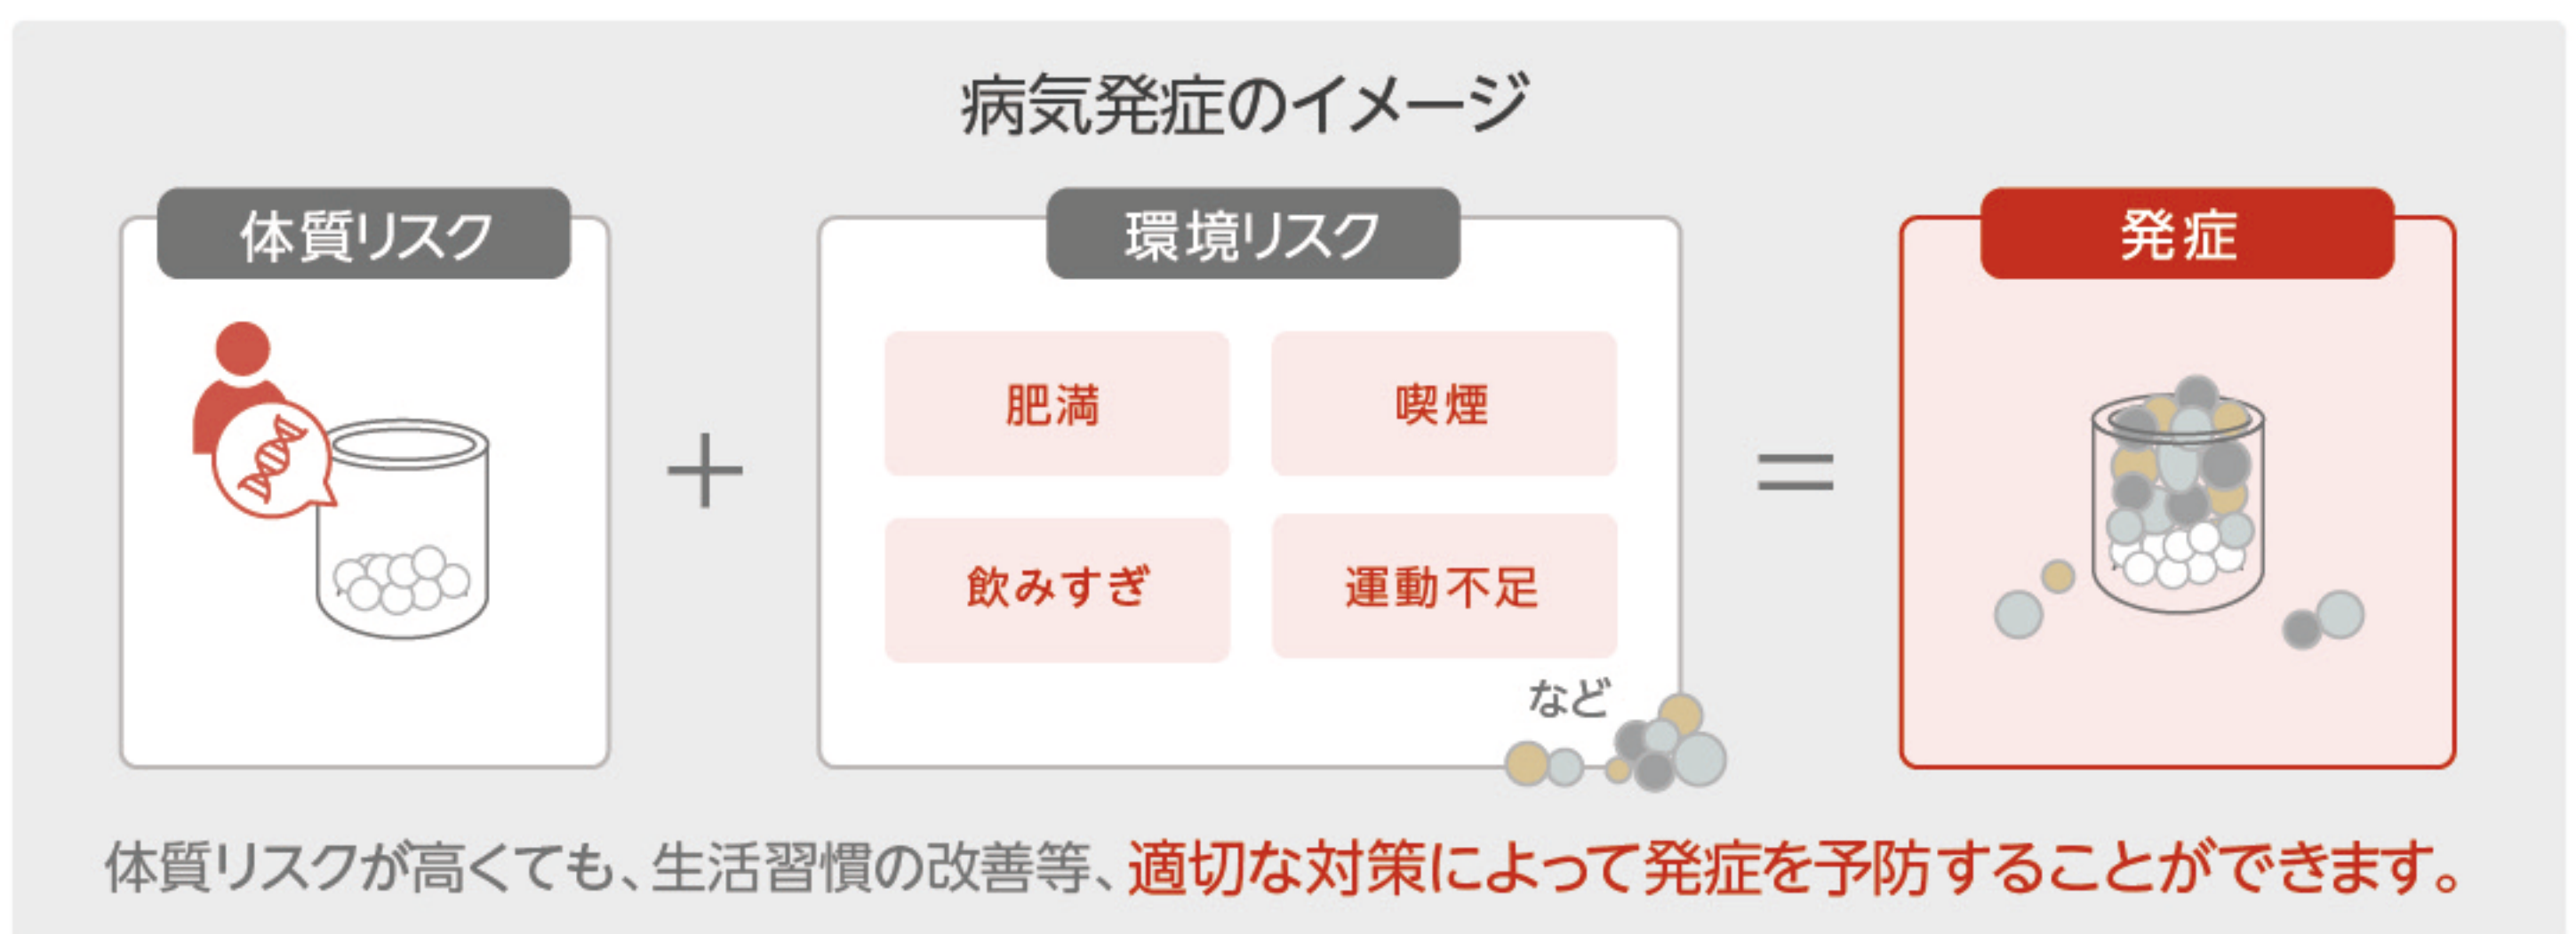 病気発症のイメージ
体質リスク
環境リスク
発症
肥満
喫煙
飲みすぎ
運動不足
など
体質リスクが高くても、生活習慣の改善等、適切な対策によって発症を予防することができます。